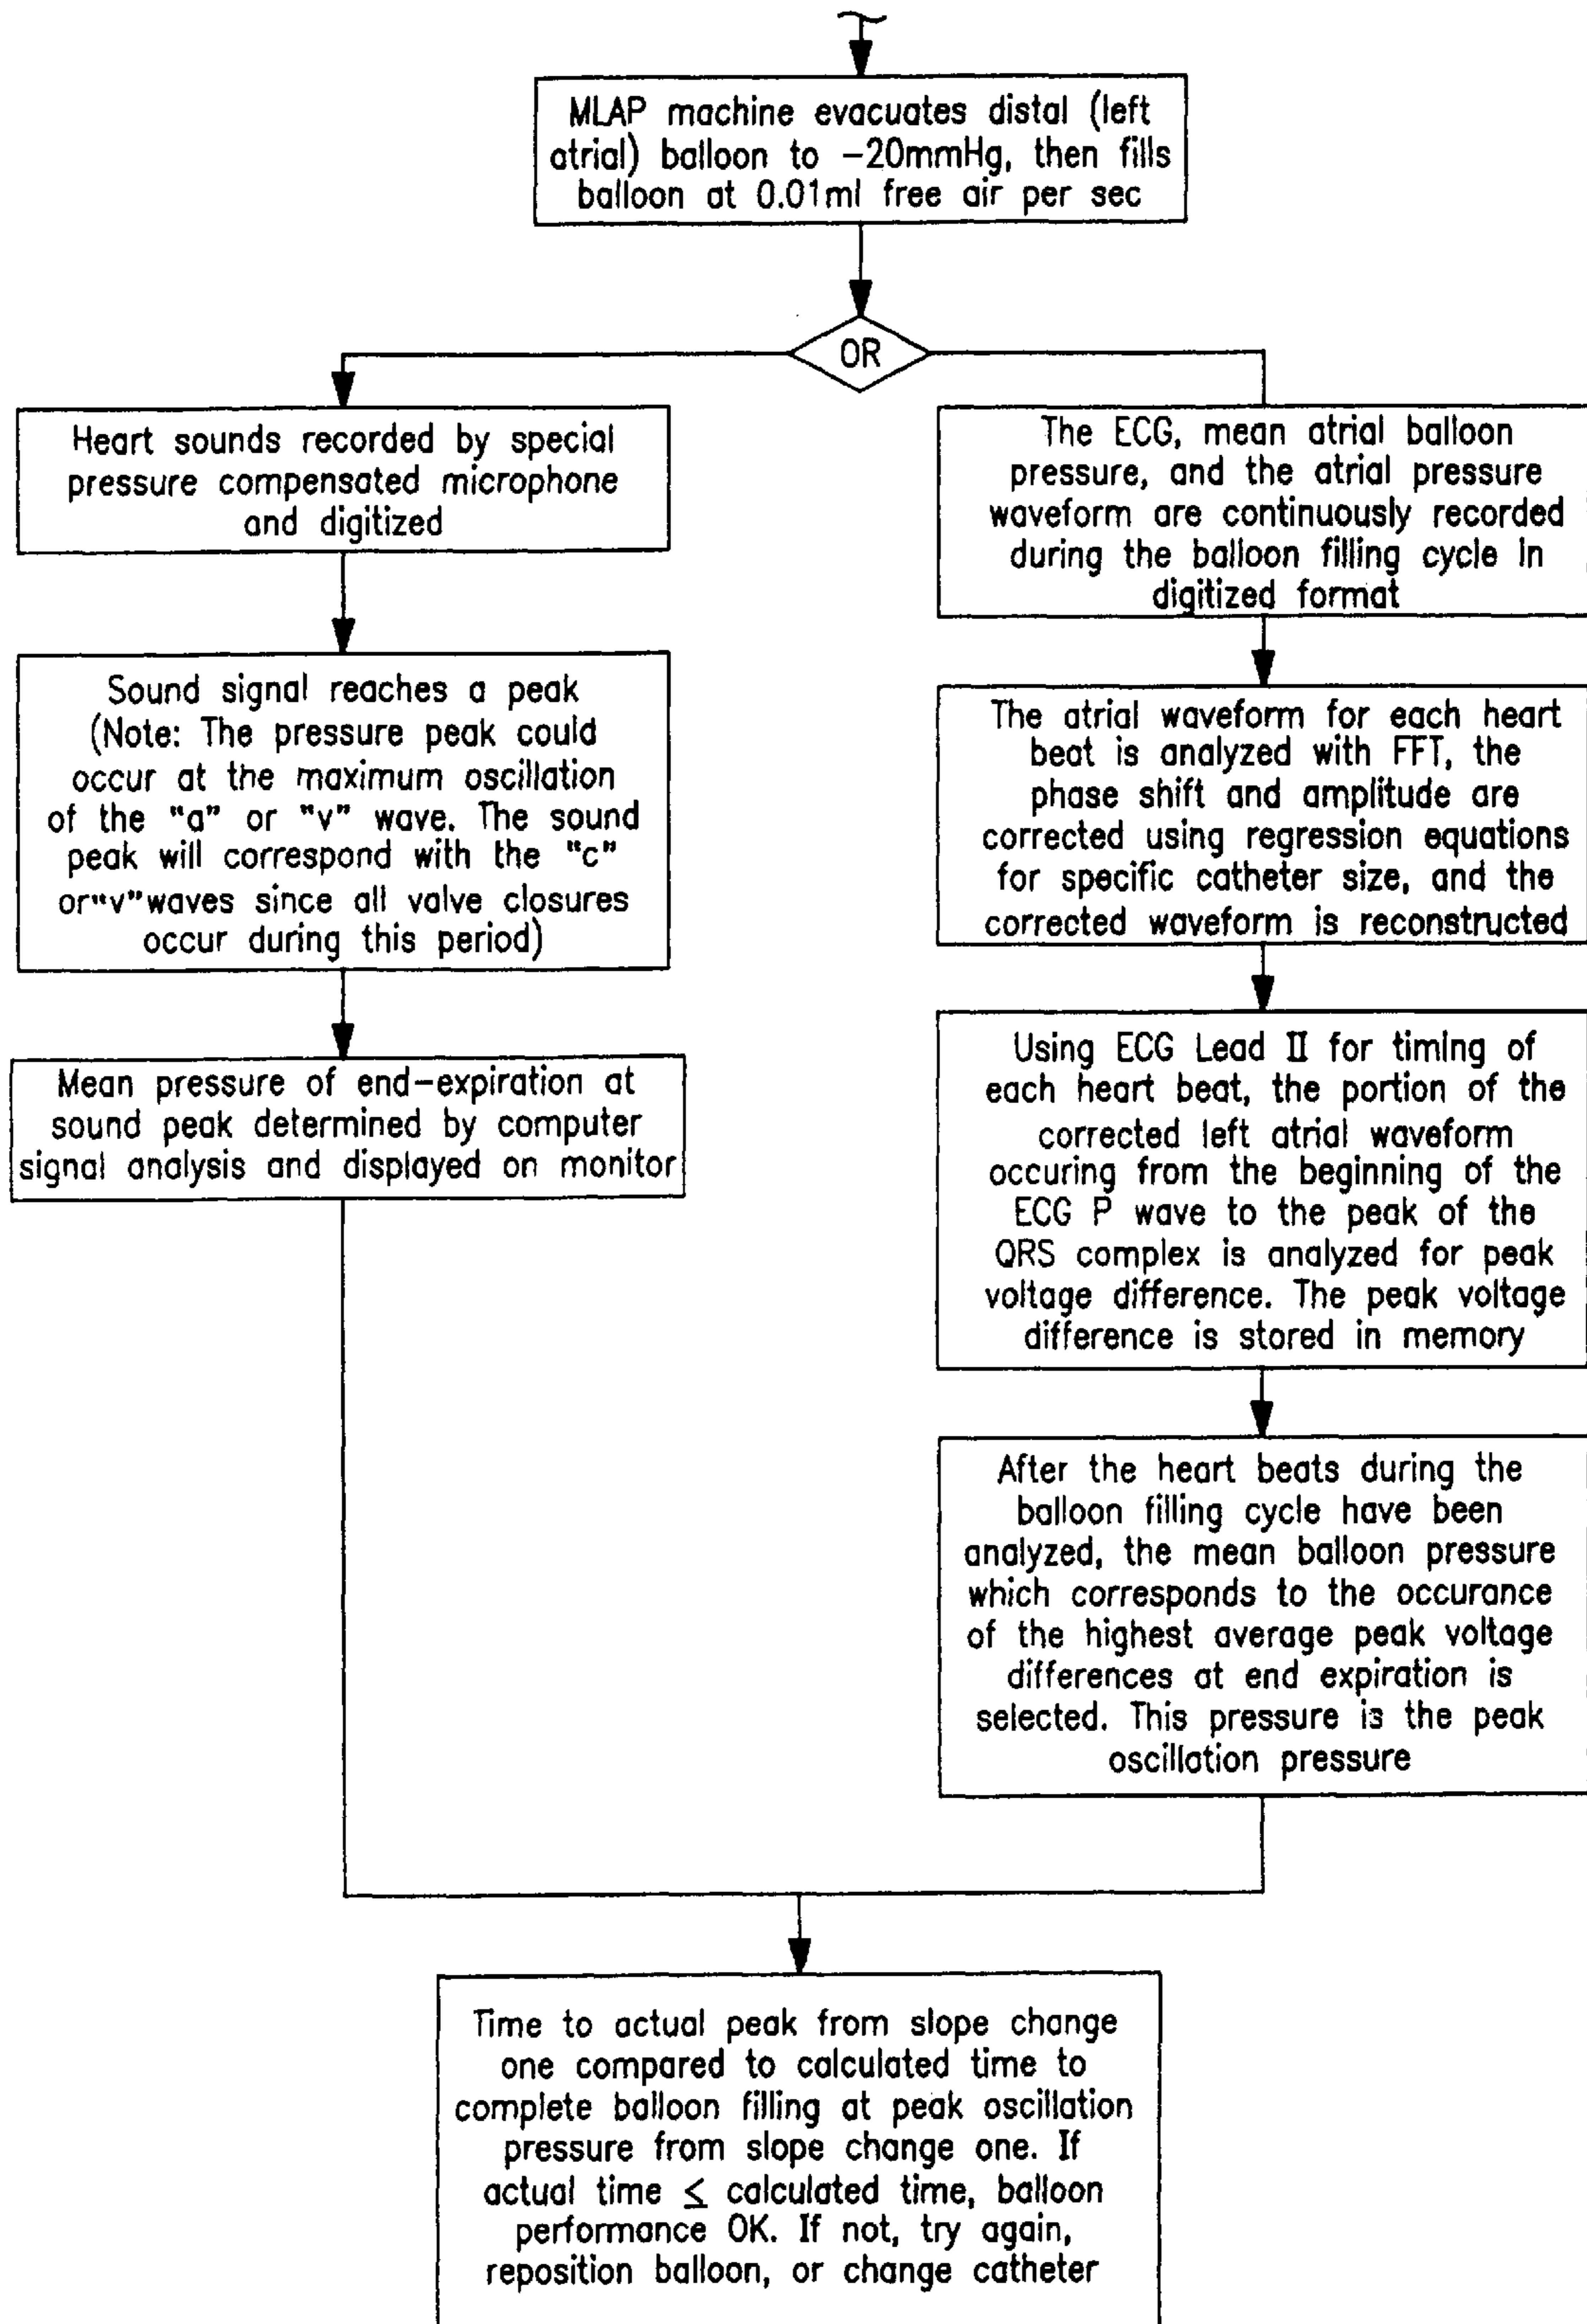 MLAP machine evacuates distal (left
atrial) balloon to -20mmHg, then fills
balloon at 0.01ml free air per sec
OR
Heart sounds recorded by special
pressure compensated microphone
and digitized
Sound signal reaches a peak
(Note: The pressure peak could
occur at the maximum oscillation
of the "a" or "v" wave. The sound
peak will correspond with the "c"
or"v"waves since all valve closures
occur during this period)
Mean pressure of end-expiration at
sound peak determined by computer
signal analysis and displayed on monitor
The ECG, mean atrial balloon
pressure, and the atrial pressure
waveform are continuously recorded
during the balloon filling cycle in
digitized format
The atrial waveform for each heart
beat is analyzed with FFT, the
phase shift and amplitude are
corrected using regression equations
for specific catheter size, and the
corrected waveform is reconstructed
Using ECG Lead II for timing of
each heart beat, the portion of the
corrected left atrial waveform
occuring from the beginning of the
ECG P wave to the peak of the
QRS complex is analyzed for peak
voltage difference. The peak voltage
difference is stored in memory
After the heart beats during the
balloon filling cycle have been
analyzed, the mean balloon pressure
which corresponds to the occurance
of the highest average peak voltage
differences at end expiration is
selected. This pressure is the peak
oscillation pressure
Time to actual peak from slope change
one compared to calculated time to
complete balloon filling at peak oscillation
pressure from slope change one. If
actual time ≤ calculated time, balloon
performance OK. If not, try again,
reposition balloon, or change catheter